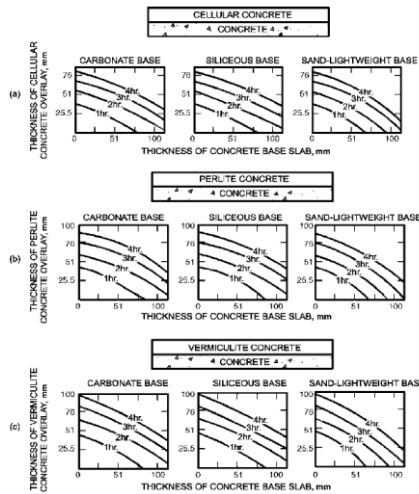 CELLULAR CONCRETE
CONCRETE
(a)
THICKNESS OF CELLULAR
CONCRETE OVERLAY, mm
CARBONATE BASE
SILICEOUS BASE
SAND-LIGHTWEIGHT BASE
76
51
25.5
4hr.
3hr.
2hr.
1hr.
0
51
100
76
51
25.5
4hr.
3hr.
2hr.
1hr.
0
51
100
76
51
25.5
4hr.
3hr.
2hr.
1hr.
0
51
100
THICKNESS OF CONCRETE BASE SLAB, mm
PERLITE CONCRETE
CONCRETE
(b)
THICKNESS OF PERLITE
CONCRETE OVERLAY, mm
CARBONATE BASE
SILICEOUS BASE
SAND-LIGHTWEIGHT BASE
100
76
51
25.5
4hr.
3hr.
2hr.
1hr.
0
51
100
100
76
51
25.5
4hr.
3hr.
2hr.
1hr.
0
51
100
100
76
51
25.5
4hr.
3hr.
2hr.
1hr.
0
51
100
THICKNESS OF CONCRETE BASE SLAB, mm
VERMICULITE CONCRETE
CONCRETE
(c)
THICKNESS OF VERMICULITE
CONCRETE OVERLAY, mm
CARBONATE BASE
SILICEOUS BASE
SAND-LIGHTWEIGHT BASE
100
76
51
25.5
4hr.
3hr.
2hr.
1hr.
0
51
100
100
76
51
25.5
4hr.
3hr.
2hr.
1hr.
0
51
100
100
76
51
25.5
4hr.
3hr.
2hr.
1hr.
0
51
100
THICKNESS OF CONCRETE BASE SLAB, mm